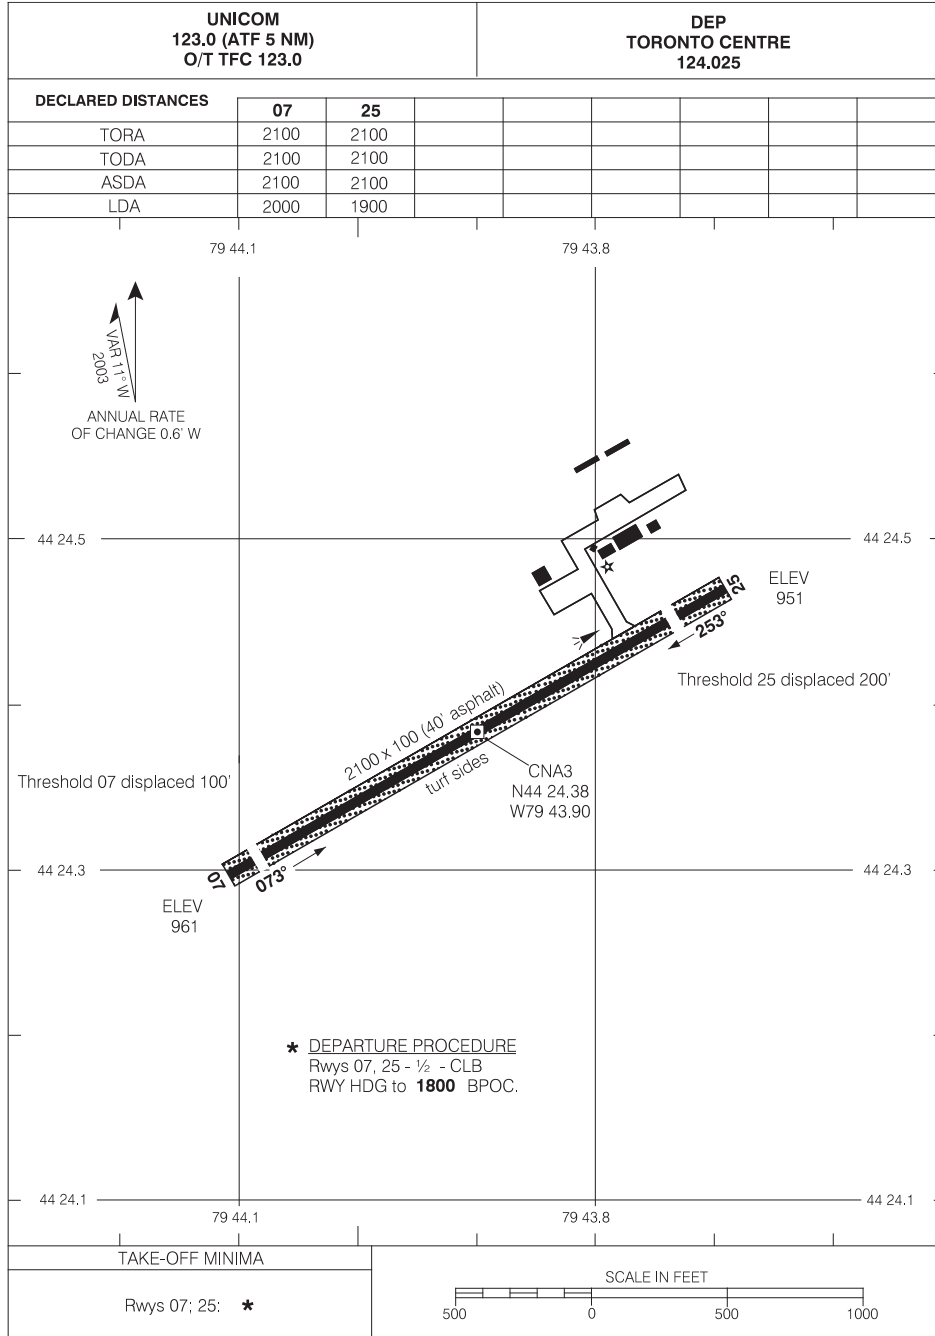 UNICOM
123.0 (ATF 5 NM)
O/T TFC 123.0
DEP
TORONTO CENTRE
124.025
DECLARED DISTANCES 07 25
TORA 2100 2100
TODA 2100 2100
ASDA 2100 2100
LDA 2000 1900
79 44.1 79 43.8
VAR 11° W
2003
ANNUAL RATE
OF CHANGE 0.6' W
44 24.5 44 24.5
25
ELEV
951
253°
Threshold 25 displaced 200'
2100 x 100 (40' asphalt)
turf sides
CNA3
N44 24.38
W79 43.90
Threshold 07 displaced 100'
44 24.3 44 24.3
07
073°
ELEV
961
* DEPARTURE PROCEDURE
Rwys 07, 25 - ½ - CLB
RWY HDG to 1800 BPOC.
44 24.1 44 24.1
79 44.1 79 43.8
TAKE-OFF MINIMA
Rwys 07; 25: *
SCALE IN FEET
500 0 500 1000